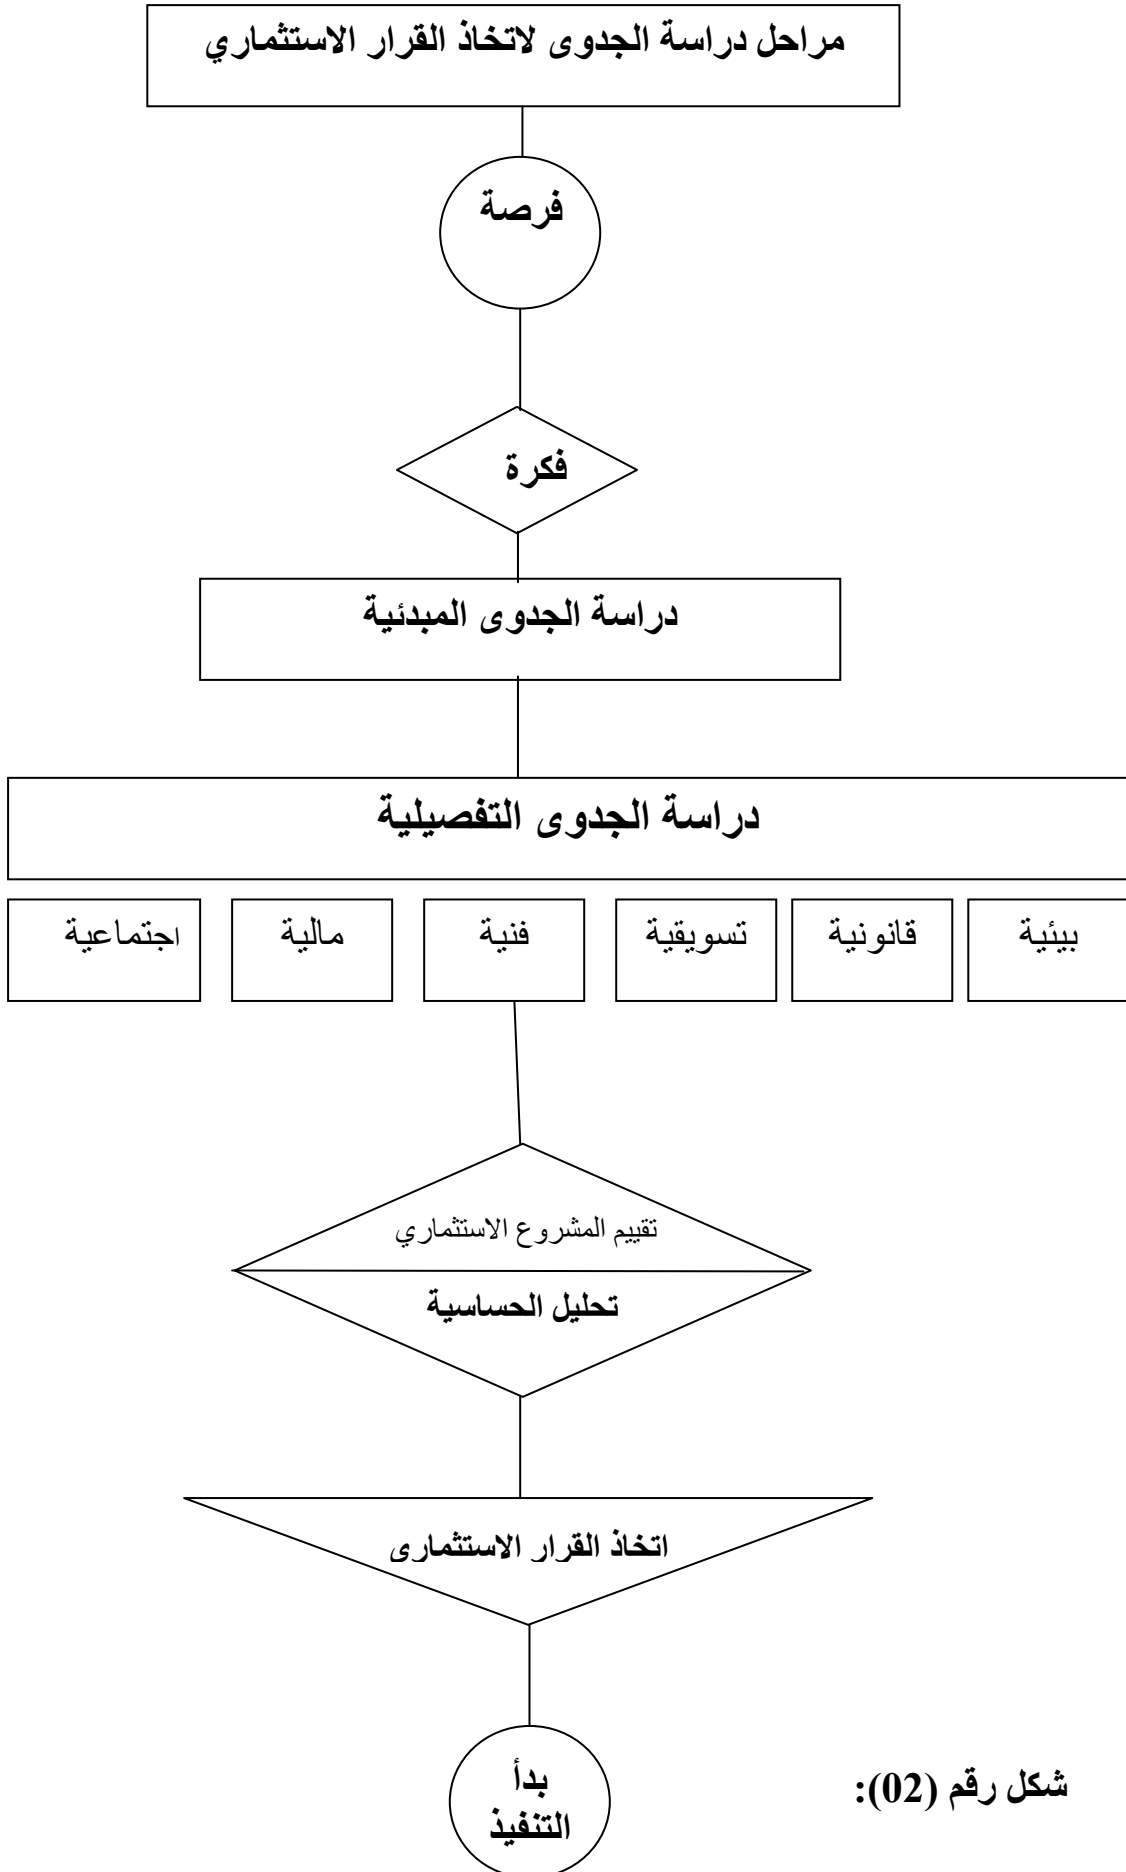 مراحل دراسة الجدوى لاتخاذ القرار الاستثماري
فرصة
فكرة
دراسة الجدوى المبدئية
دراسة الجدوى التفصيلية
بيئية
قانونية
تسويقية
فنية
مالية
اجتماعية
تقييم المشروع الاستثماري
تحليل الحساسية
اتخاذ القرار الاستثماري
بدأ
التنفيذ
شكل رقم (02):